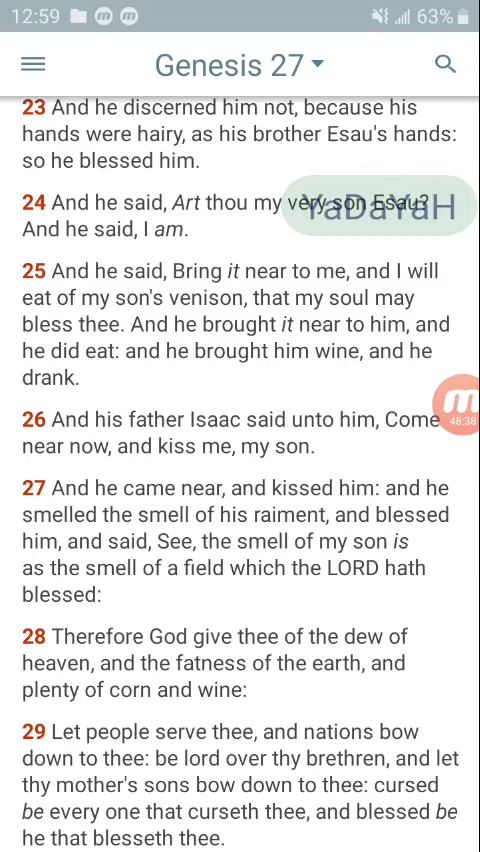 12:59 63%
Genesis 27
23 And he discerned him not, because his
hands were hairy, as his brother Esau's hands:
so he blessed him.
24 And he said, Art thou my very son Esau?
YaDaYaH
And he said, I am.
25 And he said, Bring it near to me, and I will
eat of my son's venison, that my soul may
bless thee. And he brought it near to him, and
he did eat: and he brought him wine, and he
drank.
26 And his father Isaac said unto him, Come
48:38
near now, and kiss me, my son.
27 And he came near, and kissed him: and he
smelled the smell of his raiment, and blessed
him, and said, See, the smell of my son is
as the smell of a field which the LORD hath
blessed:
28 Therefore God give thee of the dew of
heaven, and the fatness of the earth, and
plenty of corn and wine:
29 Let people serve thee, and nations bow
down to thee: be lord over thy brethren, and let
thy mother's sons bow down to thee: cursed
be every one that curseth thee, and blessed be
he that blesseth thee.